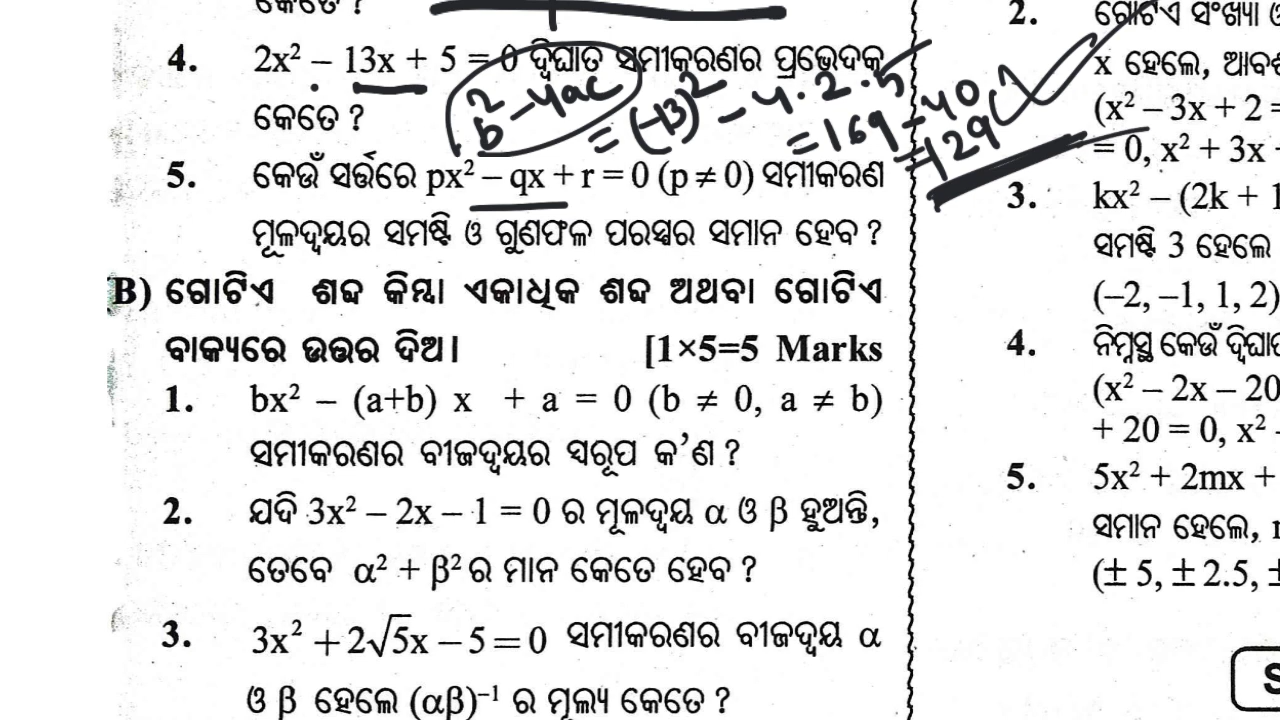 କେତେ ?
4. 2x² – 13x + 5 = 0 ଦ୍ୱିଘାତ ସମୀକରଣର ପ୍ରଭେଦକ
କେତେ ?
b² – 4ac = (–13)² – 4 · 2 · 5
= 169 – 40
= 129
5. କେଉଁ ସର୍ତ୍ତରେ px² – qx + r = 0 (p ≠ 0) ସମୀକରଣ
ମୂଳଦ୍ୱୟର ସମଷ୍ଟି ଓ ଗୁଣଫଳ ପରସ୍ପର ସମାନ ହେବ ?
B) ଗୋଟିଏ ଶବ୍ଦ କିମ୍ବା ଏକାଧିକ ଶବ୍ଦ ଅଥବା ଗୋଟିଏ
ବାକ୍ୟରେ ଉତ୍ତର ଦିଅ। [1×5=5 Marks
1. bx² – (a+b) x + a = 0 (b ≠ 0, a ≠ b)
ସମୀକରଣର ବୀଜଦ୍ୱୟର ସରୂପ କ'ଣ ?
2. ଯଦି 3x² – 2x – 1 = 0 ର ମୂଳଦ୍ୱୟ α ଓ β ହୁଅନ୍ତି,
ତେବେ α² + β² ର ମାନ କେତେ ହେବ ?
3. 3x² + 2√5x – 5 = 0 ସମୀକରଣର ବୀଜଦ୍ୱୟ α
ଓ β ହେଲେ (αβ)⁻¹ ର ମୂଲ୍ୟ କେତେ ?
2. ଗୋଟିଏ ସଂଖ୍ୟା ଓ
x ହେଲେ,
(x² – 3x + 2 =
= 0, x² + 3x
3. kx² – (2k + 1
ସମଷ୍ଟି 3 ହେଲେ
(–2, –1, 1, 2)
4. ନିମ୍ନସ୍ଥ କେଉଁ
(x² – 2x – 20
+ 20 = 0, x²
5. 5x² + 2mx +
ସମାନ ହେଲେ,
(± 5, ± 2.5, ±
S